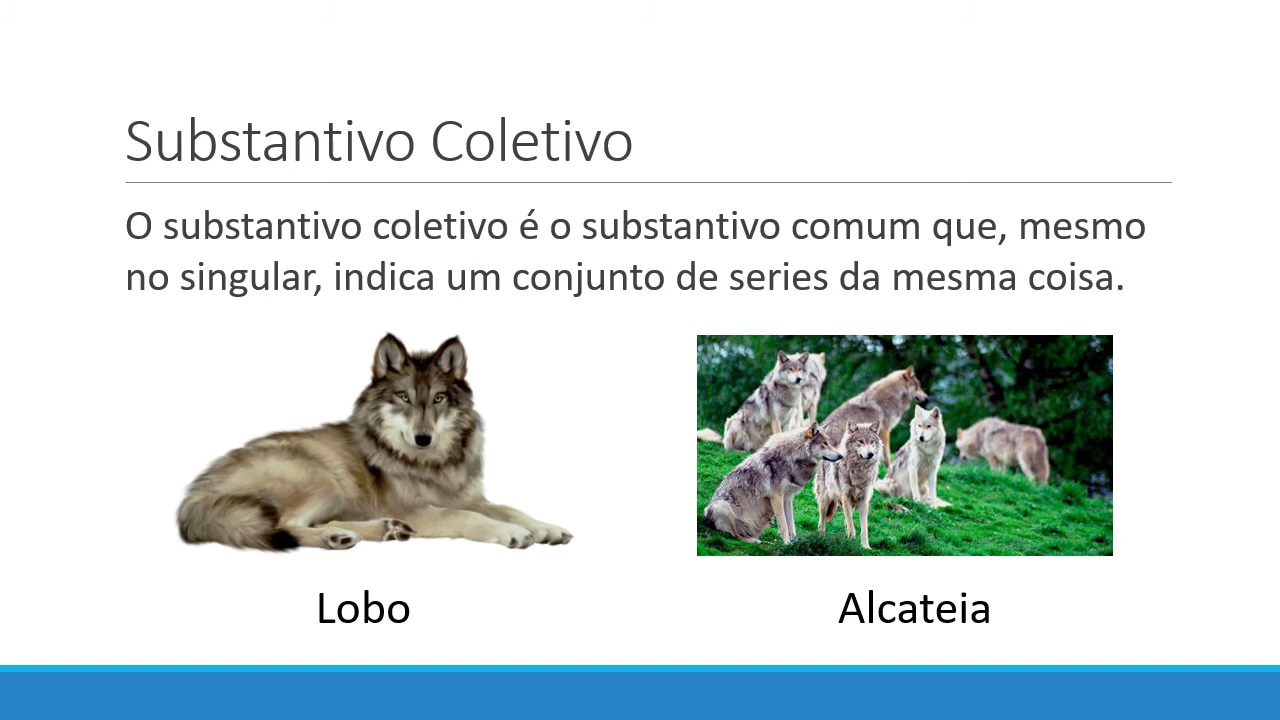 Substantivo Coletivo
O substantivo coletivo é o substantivo comum que, mesmo
no singular, indica um conjunto de series da mesma coisa.
Lobo
Alcateia